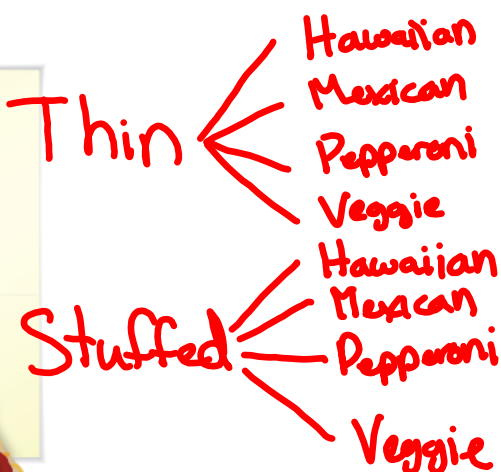 Hawaiian
Mexican
Thin
Pepperoni
Veggie
Hawaiian
Mexican
Stuffed
Pepperoni
Veggie